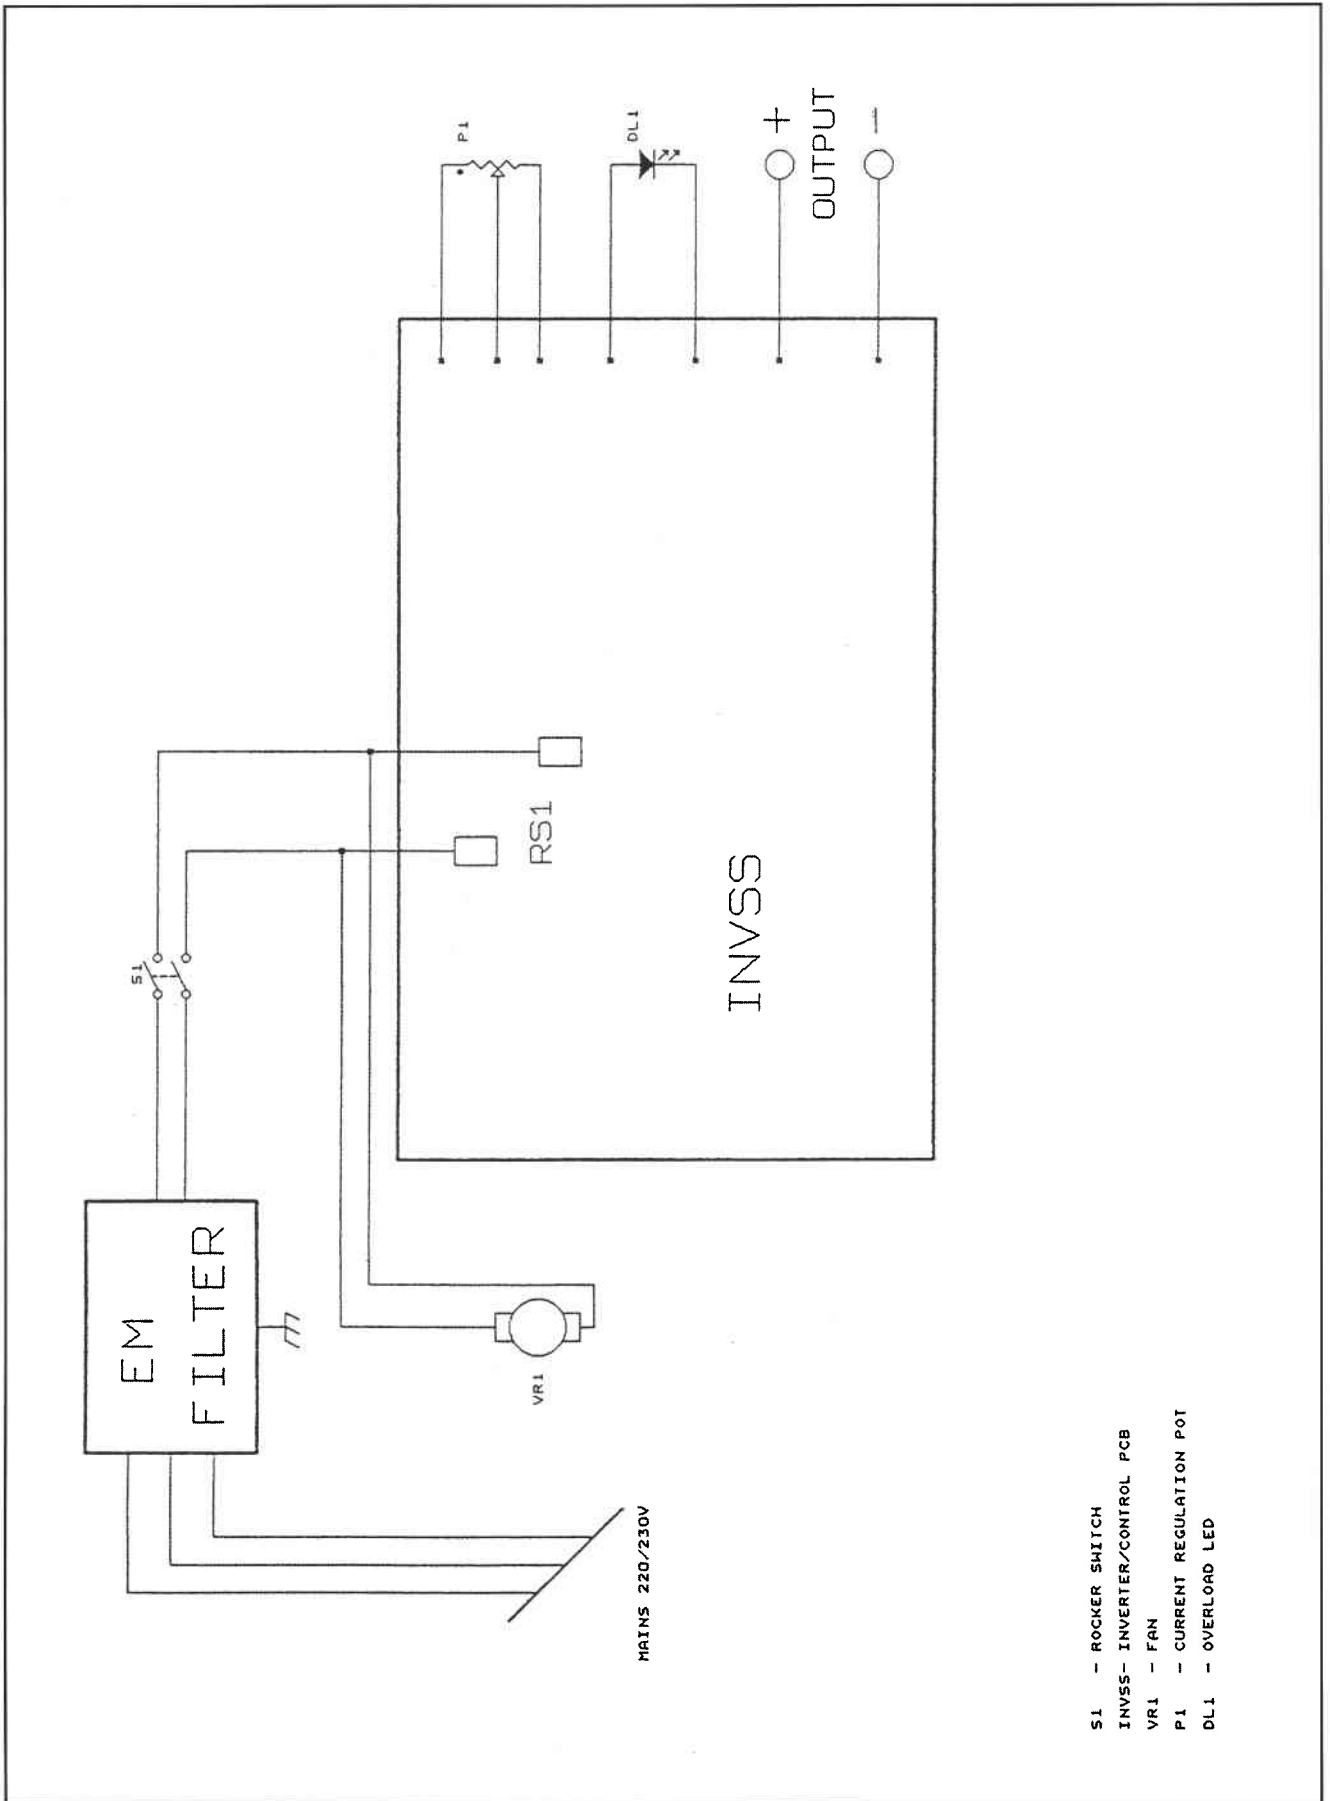 EM
FILTER
S1
P1
DL1
+
OUTPUT
-
RS1
INVSS
VR1
MAINS 220/230V
S1 - ROCKER SWITCH
INVSS- INVERTER/CONTROL PCB
VR1 - FAN
P1 - CURRENT REGULATION POT
DL1 - OVERLOAD LED